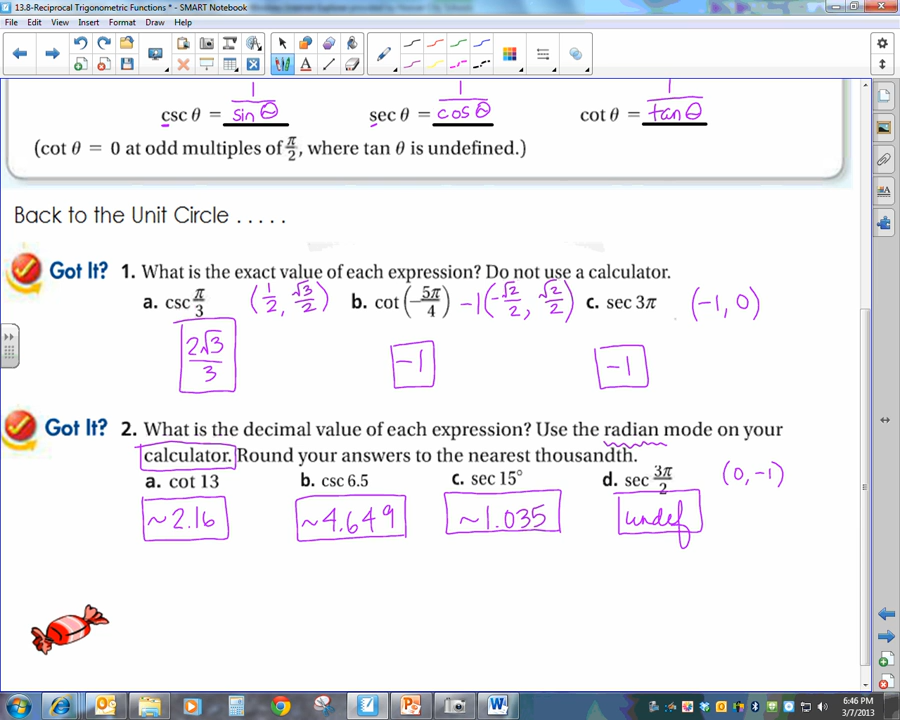 13.8-Reciprocal Trigonometric Functions * - SMART Notebook
File Edit View Insert Format Draw Help
csc θ = 1/sin θ sec θ = 1/cos θ cot θ = 1/tan θ
(cot θ = 0 at odd multiples of π/2, where tan θ is undefined.)
Back to the Unit Circle . . . . .
Got It? 1. What is the exact value of each expression? Do not use a calculator.
a. csc π/3 (1/2, √3/2) b. cot(-5π/4) -1 (-√2/2, √2/2) c. sec 3π (-1, 0)
2√3/3 -1 -1
Got It? 2. What is the decimal value of each expression? Use the radian mode on your
calculator. Round your answers to the nearest thousandth.
a. cot 13 b. csc 6.5 c. sec 15° d. sec 3π/2 (0, -1)
~2.16 ~4.649 ~1.035 undef
6:46 PM
3/7/2013